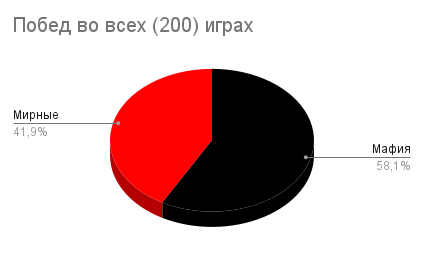 Побед во всех (200) играх
Мирные
41,9%
Мафия
58,1%